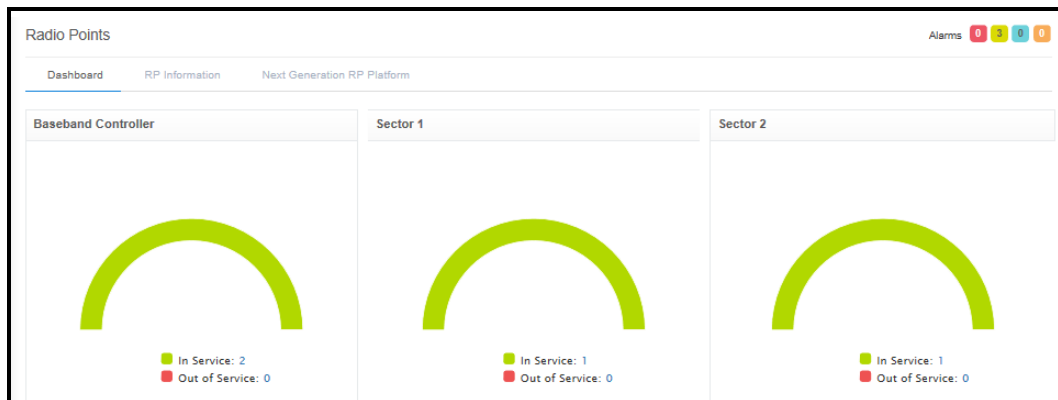 Radio Points
Alarms 0 3 0 0
Dashboard RP Information Next Generation RP Platform
Baseband Controller
In Service: 2
Out of Service: 0
Sector 1
In Service: 1
Out of Service: 0
Sector 2
In Service: 1
Out of Service: 0